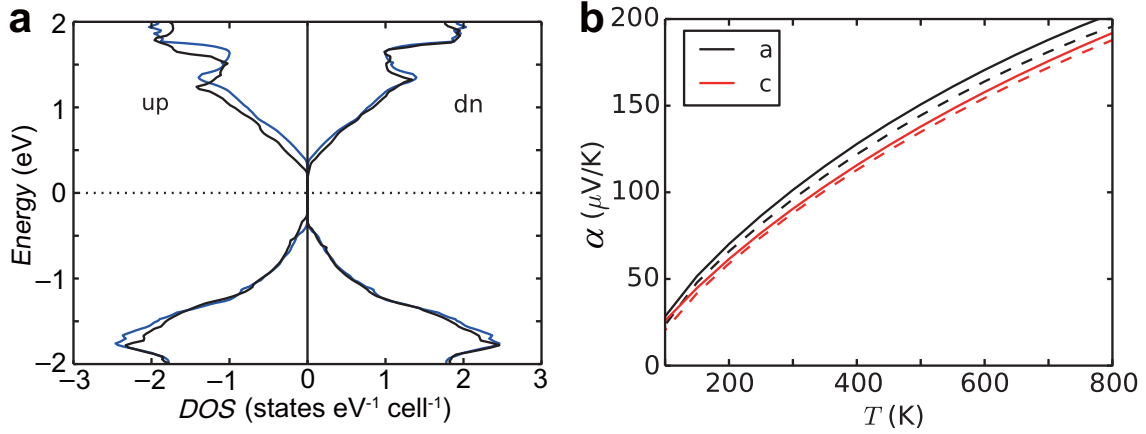 a
2
1
0
−1
−2
Energy (eV)
up
dn
−3
−2
−1
0
1
2
3
DOS (states eV⁻¹ cell⁻¹)
b
200
150
100
50
0
α (μV/K)
a
c
200
400
600
800
T (K)